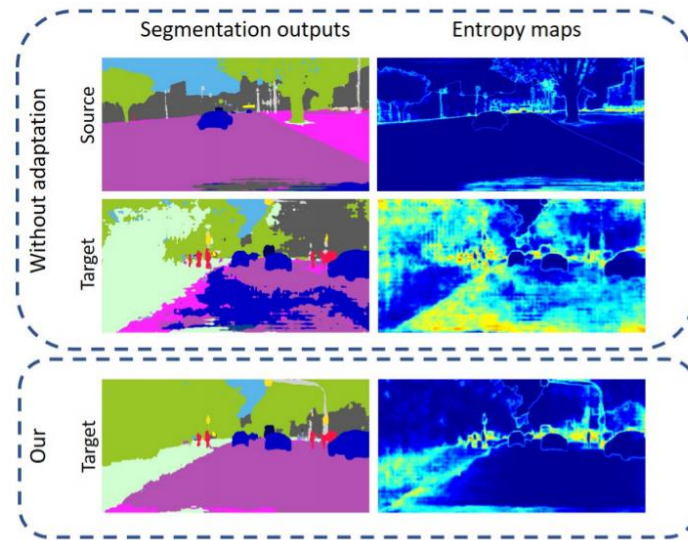 Segmentation outputs
Entropy maps
Without adaptation
Source
Target
Our
Target